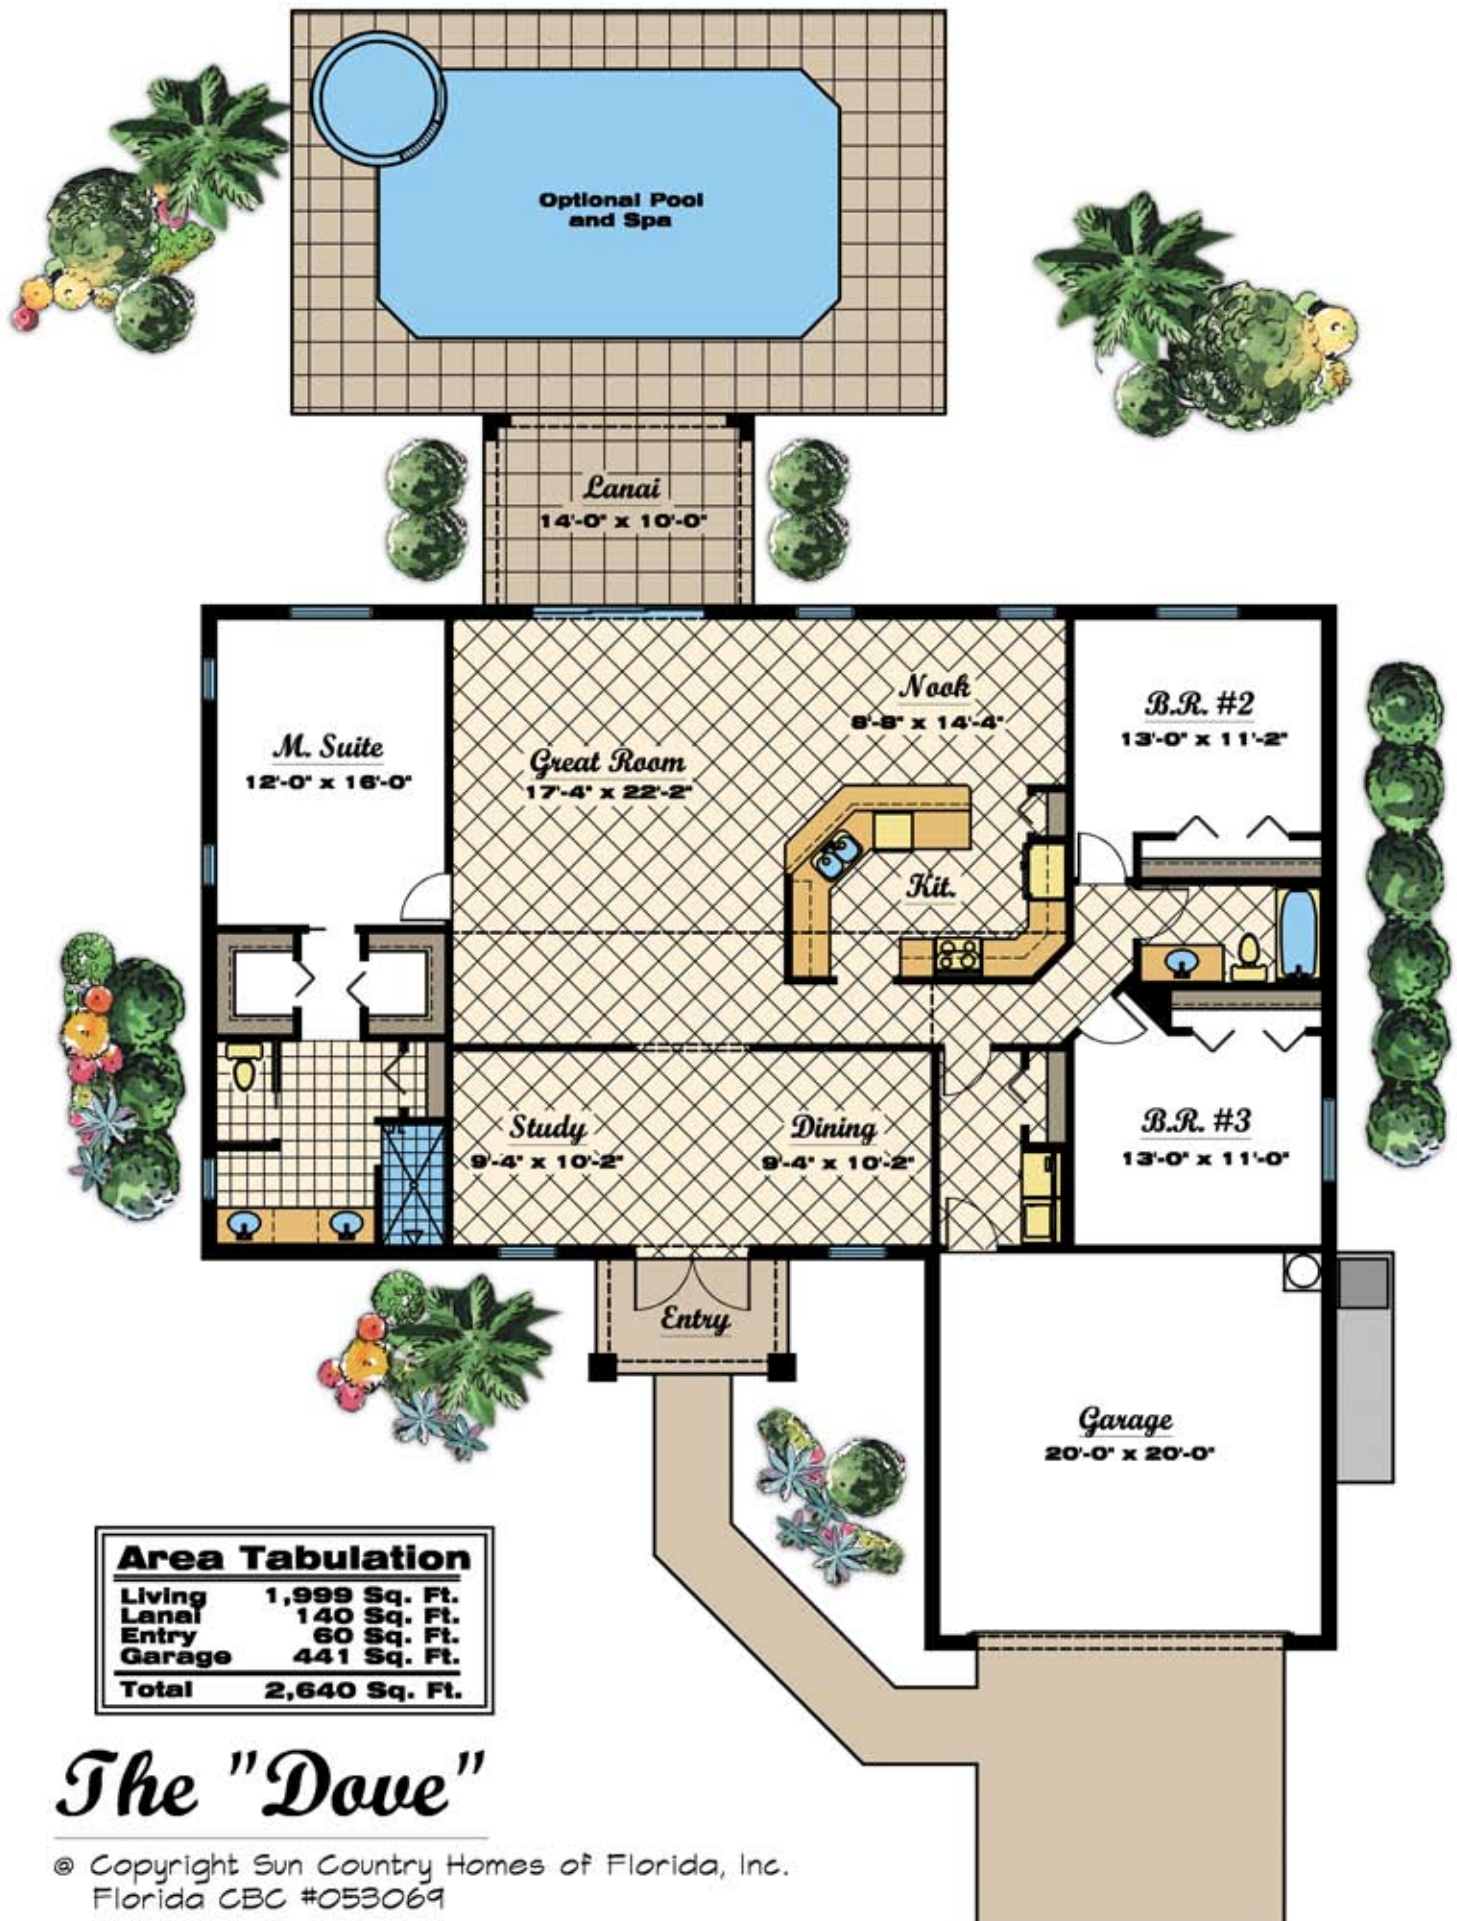 Optional Pool
and Spa
Lanai
14'-0" x 10'-0"
Nook
8'-8" x 14'-4"
B.R. #2
13'-0" x 11'-2"
M. Suite
12'-0" x 16'-0"
Great Room
17'-4" x 22'-2"
Kit.
Study
9'-4" x 10'-2"
Dining
9'-4" x 10'-2"
B.R. #3
13'-0" x 11'-0"
Entry
Garage
20'-0" x 20'-0"
Area Tabulation
Living 1,999 Sq. Ft.
Lanai 140 Sq. Ft.
Entry 60 Sq. Ft.
Garage 441 Sq. Ft.
Total 2,640 Sq. Ft.
The "Dove"
© Copyright Sun Country Homes of Florida, Inc.
Florida CBC #053069